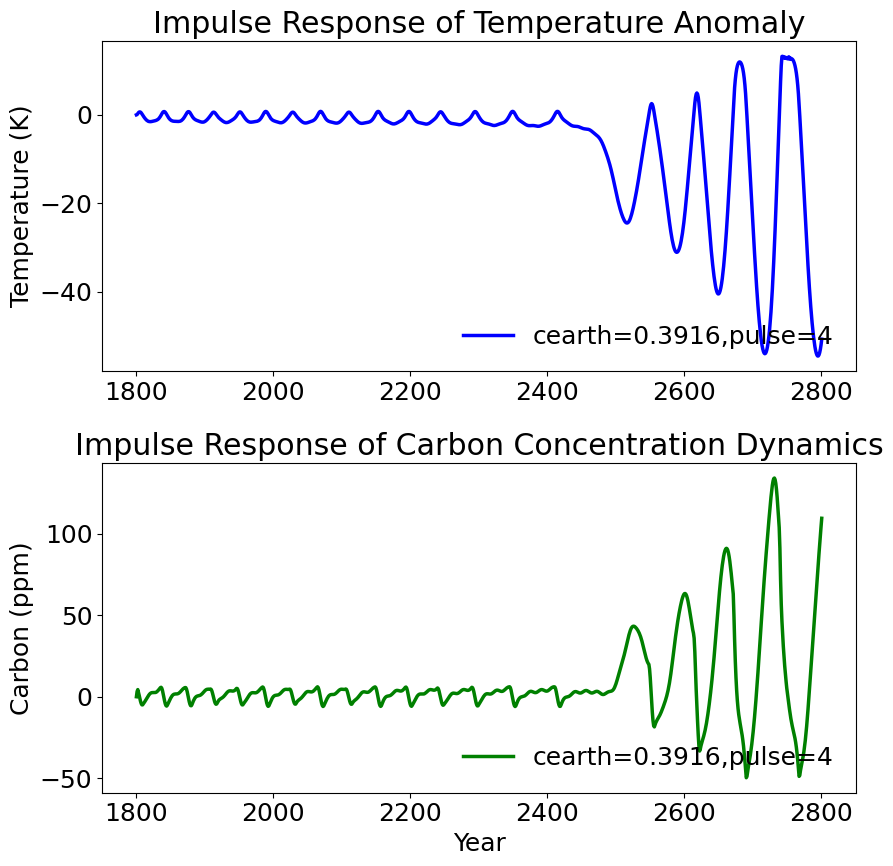 Impulse Response of Temperature Anomaly
Temperature (K)
0
−20
−40
cearth=0.3916,pulse=4
1800 2000 2200 2400 2600 2800
Impulse Response of Carbon Concentration Dynamics
Carbon (ppm)
100
50
0
−50
cearth=0.3916,pulse=4
1800 2000 2200 2400 2600 2800
Year